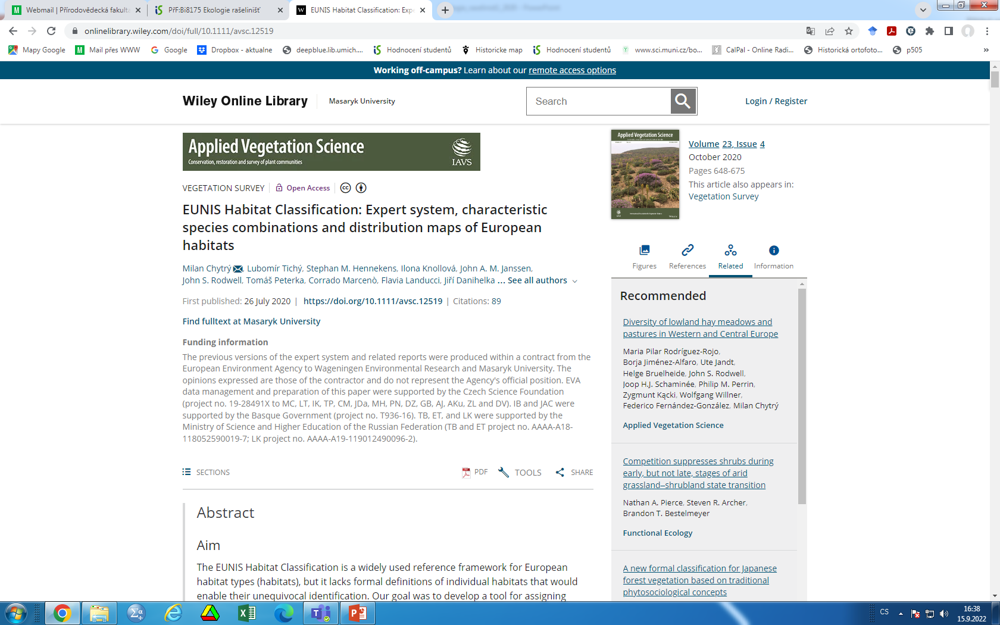 Webmail | Přírodovědecká fakulta
PřF:Bi8175 Ekologie rašelinišť
EUNIS Habitat Classification: Expe
onlinelibrary.wiley.com/doi/full/10.1111/avsc.12519
Mapy Google
Mail přes WWW
Google
Dropbox - aktualne
deepblue.lib.umich....
Hodnocení studentů
Historicke map
Hodnocení studentů
www.sci.muni.cz/bo...
CalPal - Online Radi...
Historická ortofoto...
p505
»
Working off-campus? Learn about our remote access options
Wiley Online Library
Masaryk University
Search
Login / Register
Applied Vegetation Science
Conservation, restoration and survey of plant communities
IAVS
VEGETATION SURVEY
Open Access
cc
EUNIS Habitat Classification: Expert system, characteristic
species combinations and distribution maps of European
habitats
Milan Chytrý, Lubomír Tichý, Stephan M. Hennekens, Ilona Knollová, John A. M. Janssen,
John S. Rodwell, Tomáš Peterka, Corrado Marcenò, Flavia Landucci, Jiří Danihelka ... See all authors
First published: 26 July 2020 | https://doi.org/10.1111/avsc.12519 | Citations: 89
Find fulltext at Masaryk University
Funding information
The previous versions of the expert system and related reports were produced within a contract from the
European Environment Agency to Wageningen Environmental Research and Masaryk University. The
opinions expressed are those of the contractor and do not represent the Agency's official position. EVA
data management and preparation of this paper were supported by the Czech Science Foundation
(project no. 19-28491X to MC, LT, IK, TP, CM, JDa, MH, PN, DZ, GB, AJ, AKu, ZL and DV). IB and JAC were
supported by the Basque Government (project no. T936-16). TB, ET, and LK were supported by the
Ministry of Science and Higher Education of the Russian Federation (TB and ET project no. AAAA-A18-
118052590019-7; LK project no. AAAA-A19-119012490096-2).
SECTIONS
PDF
TOOLS
SHARE
Abstract
Aim
The EUNIS Habitat Classification is a widely used reference framework for European
habitat types (habitats), but it lacks formal definitions of individual habitats that would
enable their unequivocal identification. Our goal was to develop a tool for assigning
Applied Vegetation Science
Volume 23, Issue 4
October 2020
Pages 648-675
This article also appears in:
Vegetation Survey
Figures
References
Related
Information
Recommended
Diversity of lowland hay meadows and
pastures in Western and Central Europe
Maria Pilar Rodríguez-Rojo,
Borja Jiménez-Alfaro, Ute Jandt,
Helge Bruelheide, John S. Rodwell,
Joop H.J. Schaminée, Philip M. Perrin,
Zygmunt Kącki, Wolfgang Willner,
Federico Fernández-González, Milan Chytrý
Applied Vegetation Science
Competition suppresses shrubs during
early, but not late, stages of arid
grassland–shrubland state transition
Nathan A. Pierce, Steven R. Archer,
Brandon T. Bestelmeyer
Functional Ecology
A new formal classification for Japanese
forest vegetation based on traditional
phytosociological concepts
CS
16:38
15.9.2022